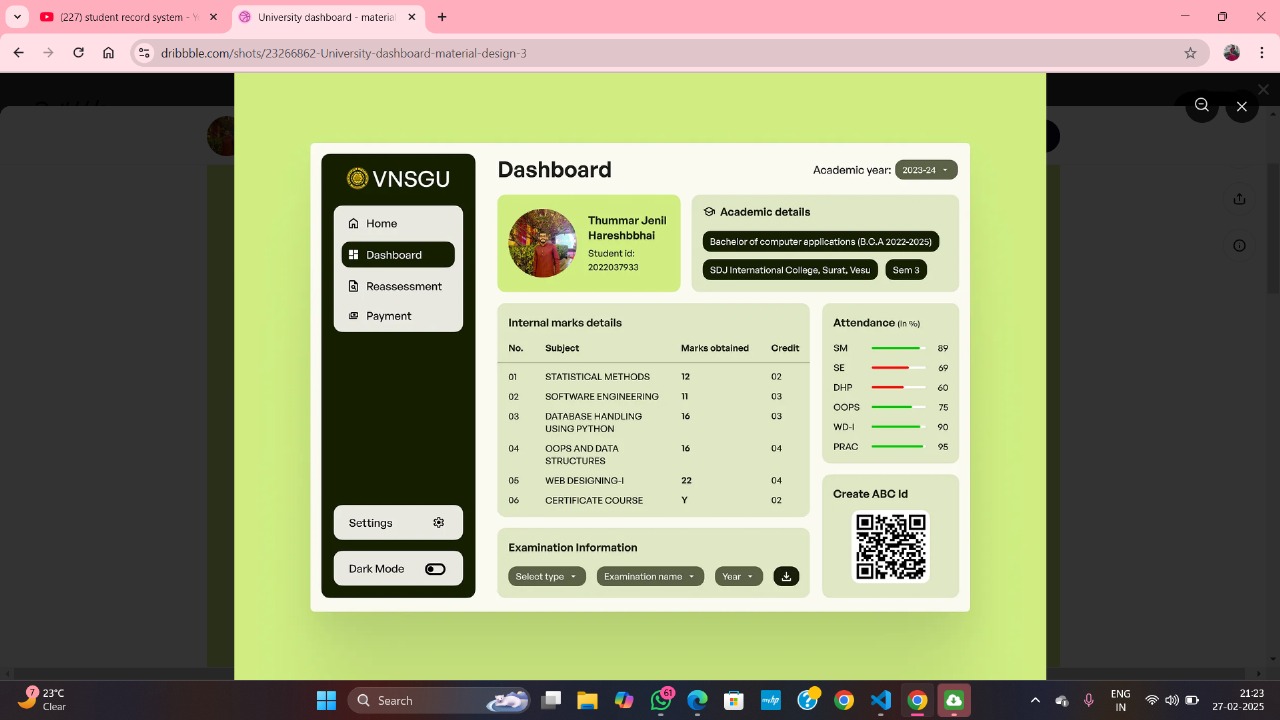 (227) student record system - Y
University dashboard - material
dribbble.com/shots/23266862-University-dashboard-material-design-3
VNSGU
Home
Dashboard
Reassessment
Payment
Settings
Dark Mode
Dashboard
Academic year: 2023-24
Thummar Jenil
Hareshbbhai
Student id:
2022037933
Academic details
Bachelor of computer applications (B.C.A 2022-2025)
SDJ International College, Surat, Vesu Sem 3
Internal marks details
No. Subject Marks obtained Credit
01 STATISTICAL METHODS 12 02
02 SOFTWARE ENGINEERING 11 03
03 DATABASE HANDLING 16 03
USING PYTHON
04 OOPS AND DATA 16 04
STRUCTURES
05 WEB DESIGNING-I 22 04
06 CERTIFICATE COURSE Y 02
Attendance (in %)
SM 89
SE 69
DHP 60
OOPS 75
WD-I 90
PRAC 95
Examination Information
Select type Examination name Year
Create ABC Id
7
23°C
Clear
Search
61
myhp
ENG
IN
21:23
27-02-2025